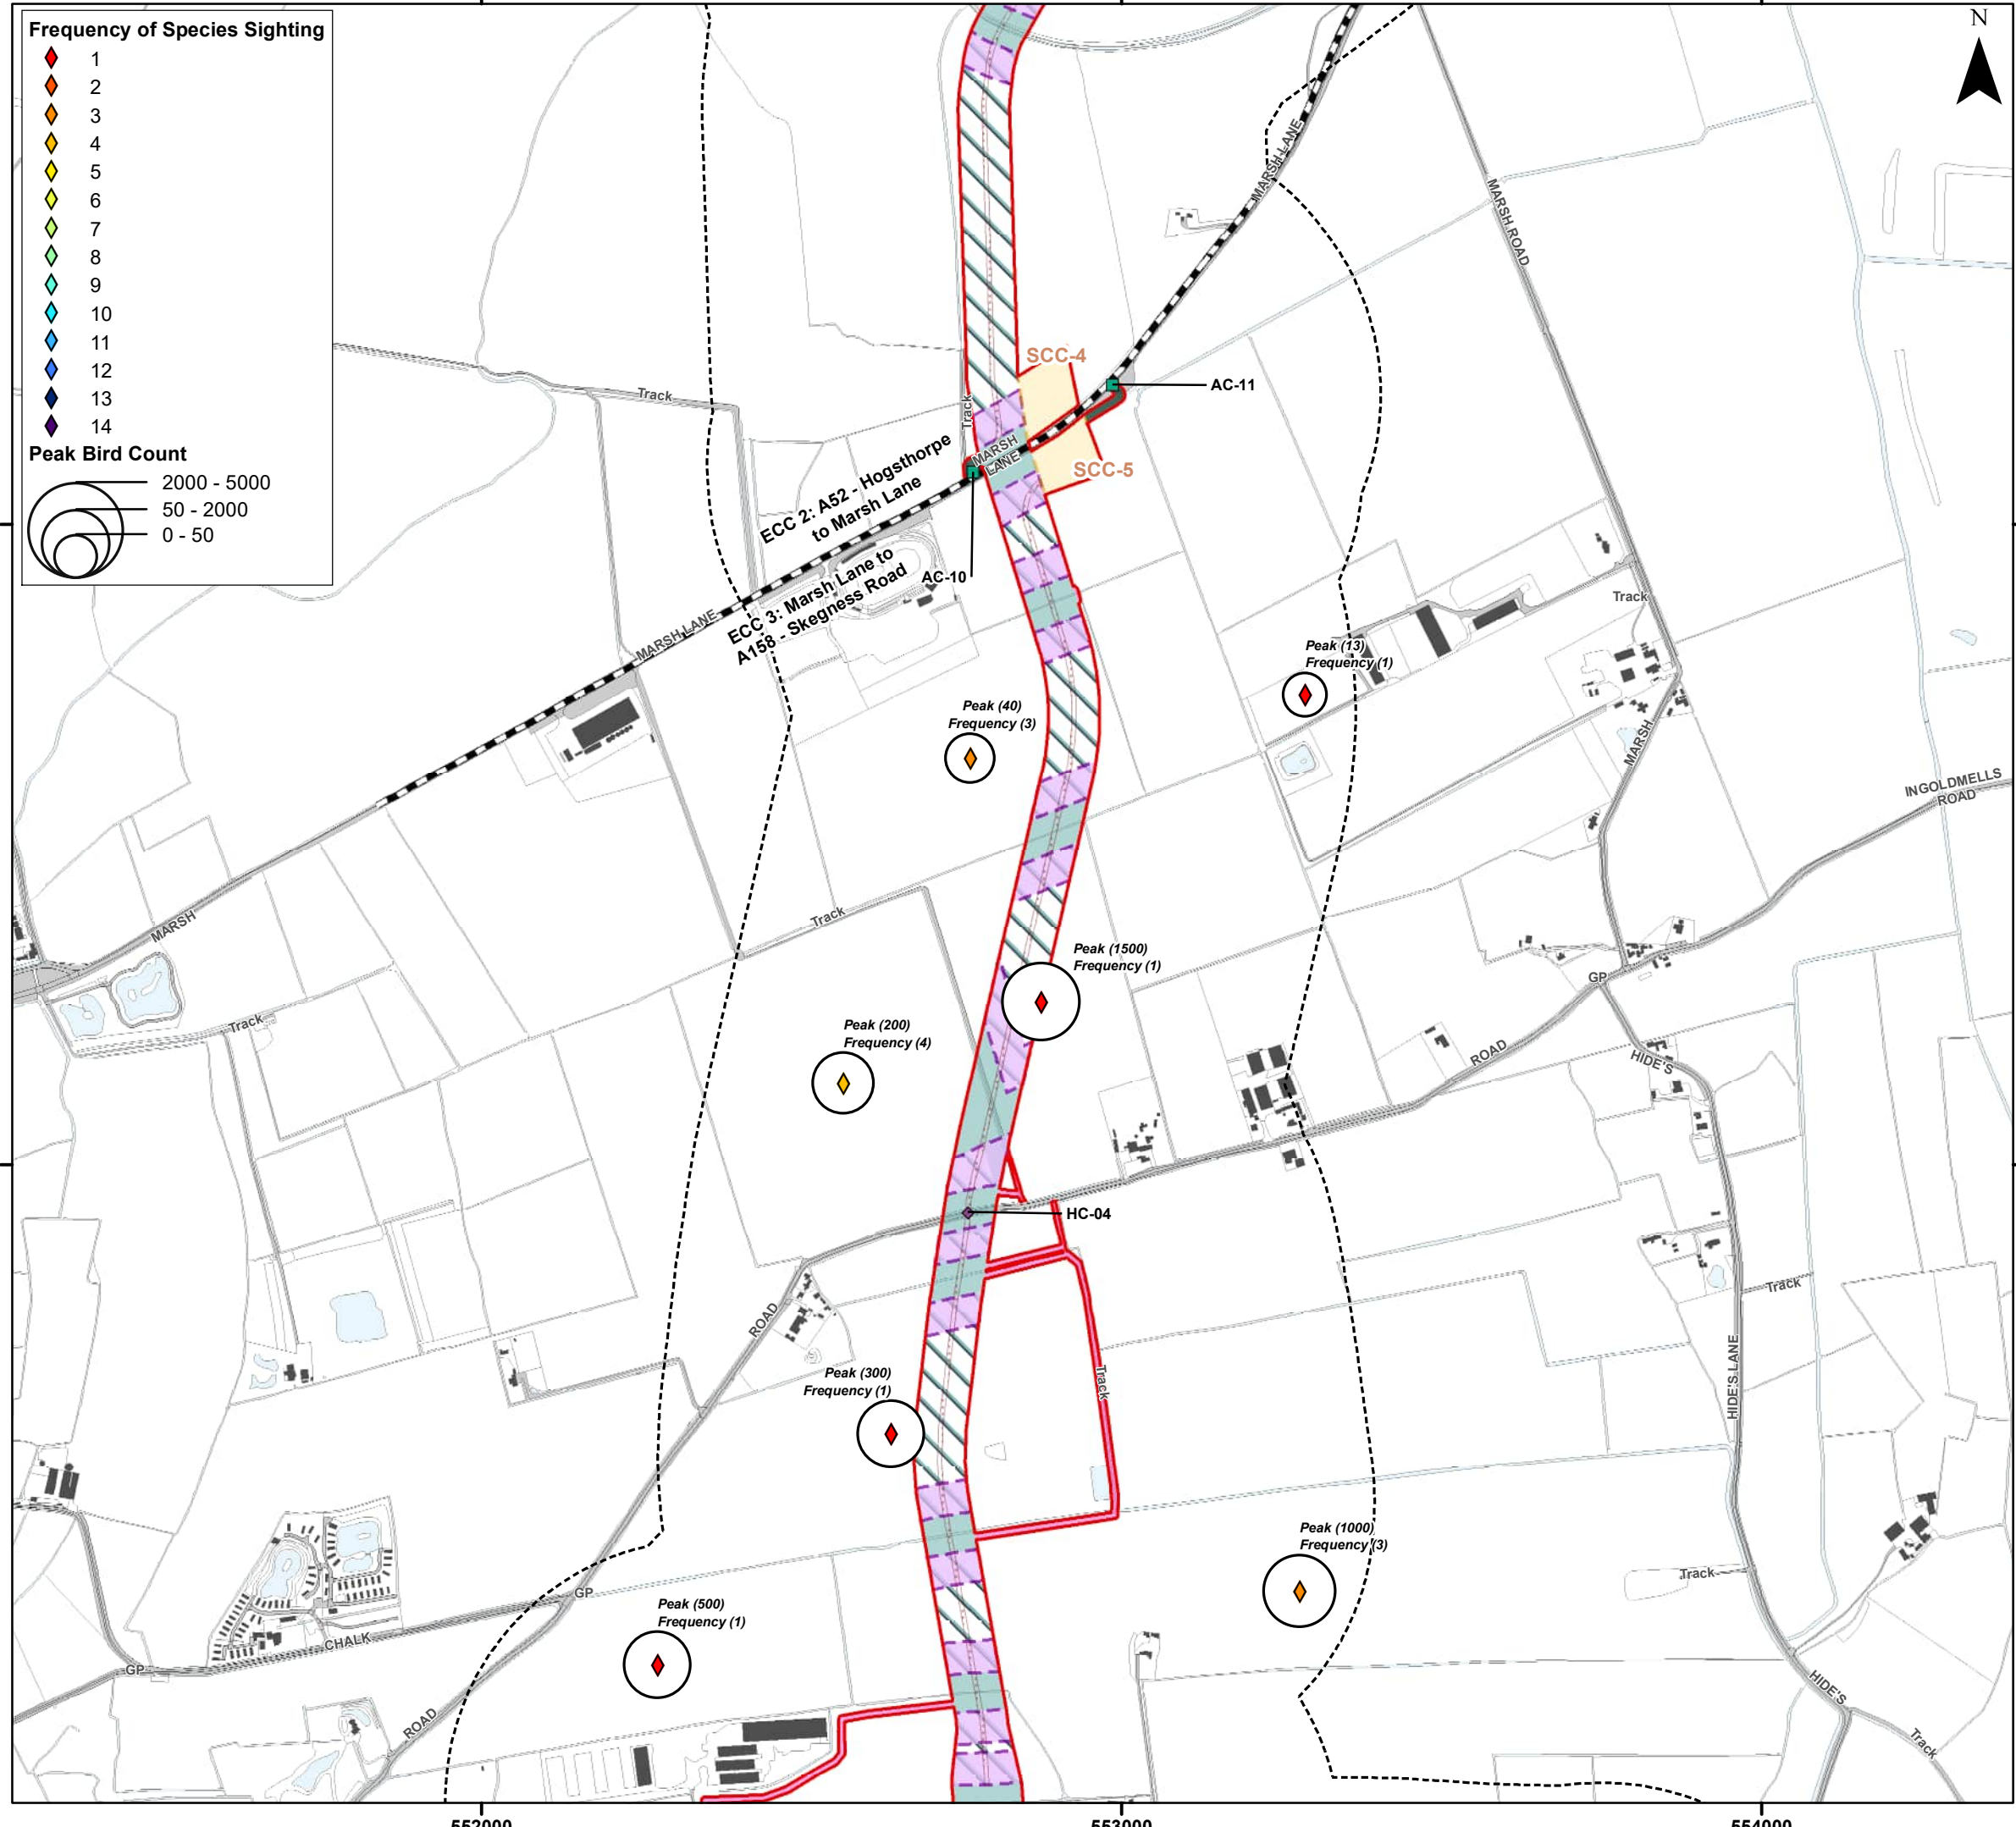 Frequency of Species Sighting
1
2
3
4
5
6
7
8
9
10
11
12
13
14
Peak Bird Count
2000 - 5000
50 - 2000
0 - 50
N
MARSH LANE
MARSH ROAD
SCC-4
AC-11
Track
Track
MARSH
LANE
SCC-5
ECC 2: A52 - Hogsthorpe
to Marsh Lane
AC-10
ECC 3: Marsh Lane to
A158 - Skegness Road
MARSH LANE
Track
Peak (13)
Frequency (1)
Peak (40)
Frequency (3)
MARSH
INGOLDMELLS
ROAD
MARSH
Track
Peak (1500)
Frequency (1)
GP
Track
Peak (200)
Frequency (4)
ROAD
HIDE'S
HC-04
Track
ROAD
Track
HIDE'S LANE
Peak (300)
Frequency (1)
Peak (1000)
Frequency (3)
Track
GP
Peak (500)
Frequency (1)
CHALK
GP
HIDE'S
ROAD
Track
552000
553000
554000